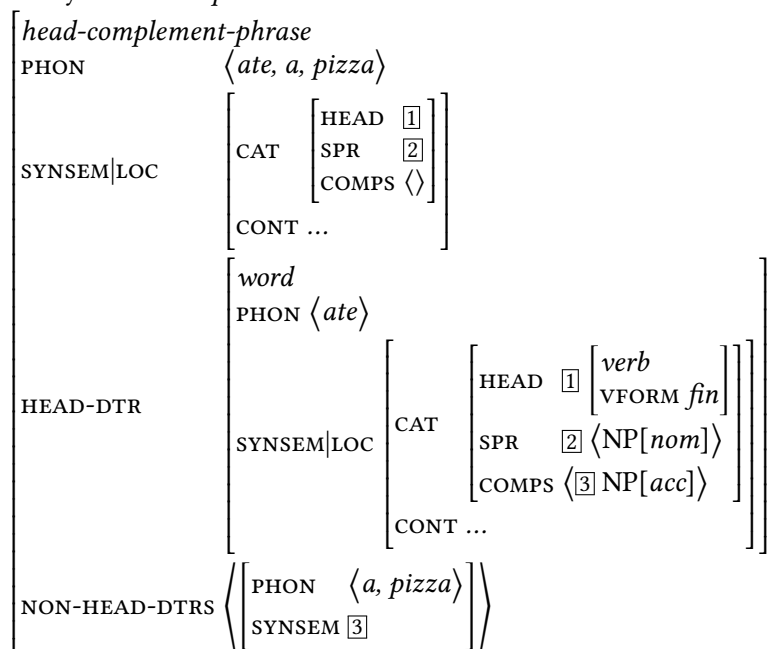 head-complement-phrase
PHON ⟨ate, a, pizza⟩
SYNSEM|LOC
CAT
HEAD 1
SPR 2
COMPS ⟨⟩
CONT ...
HEAD-DTR
word
PHON ⟨ate⟩
SYNSEM|LOC
CAT
HEAD 1
verb
VFORM fin
SPR 2 ⟨NP[nom]⟩
COMPS ⟨3 NP[acc]⟩
CONT ...
NON-HEAD-DTRS
PHON ⟨a, pizza⟩
SYNSEM 3